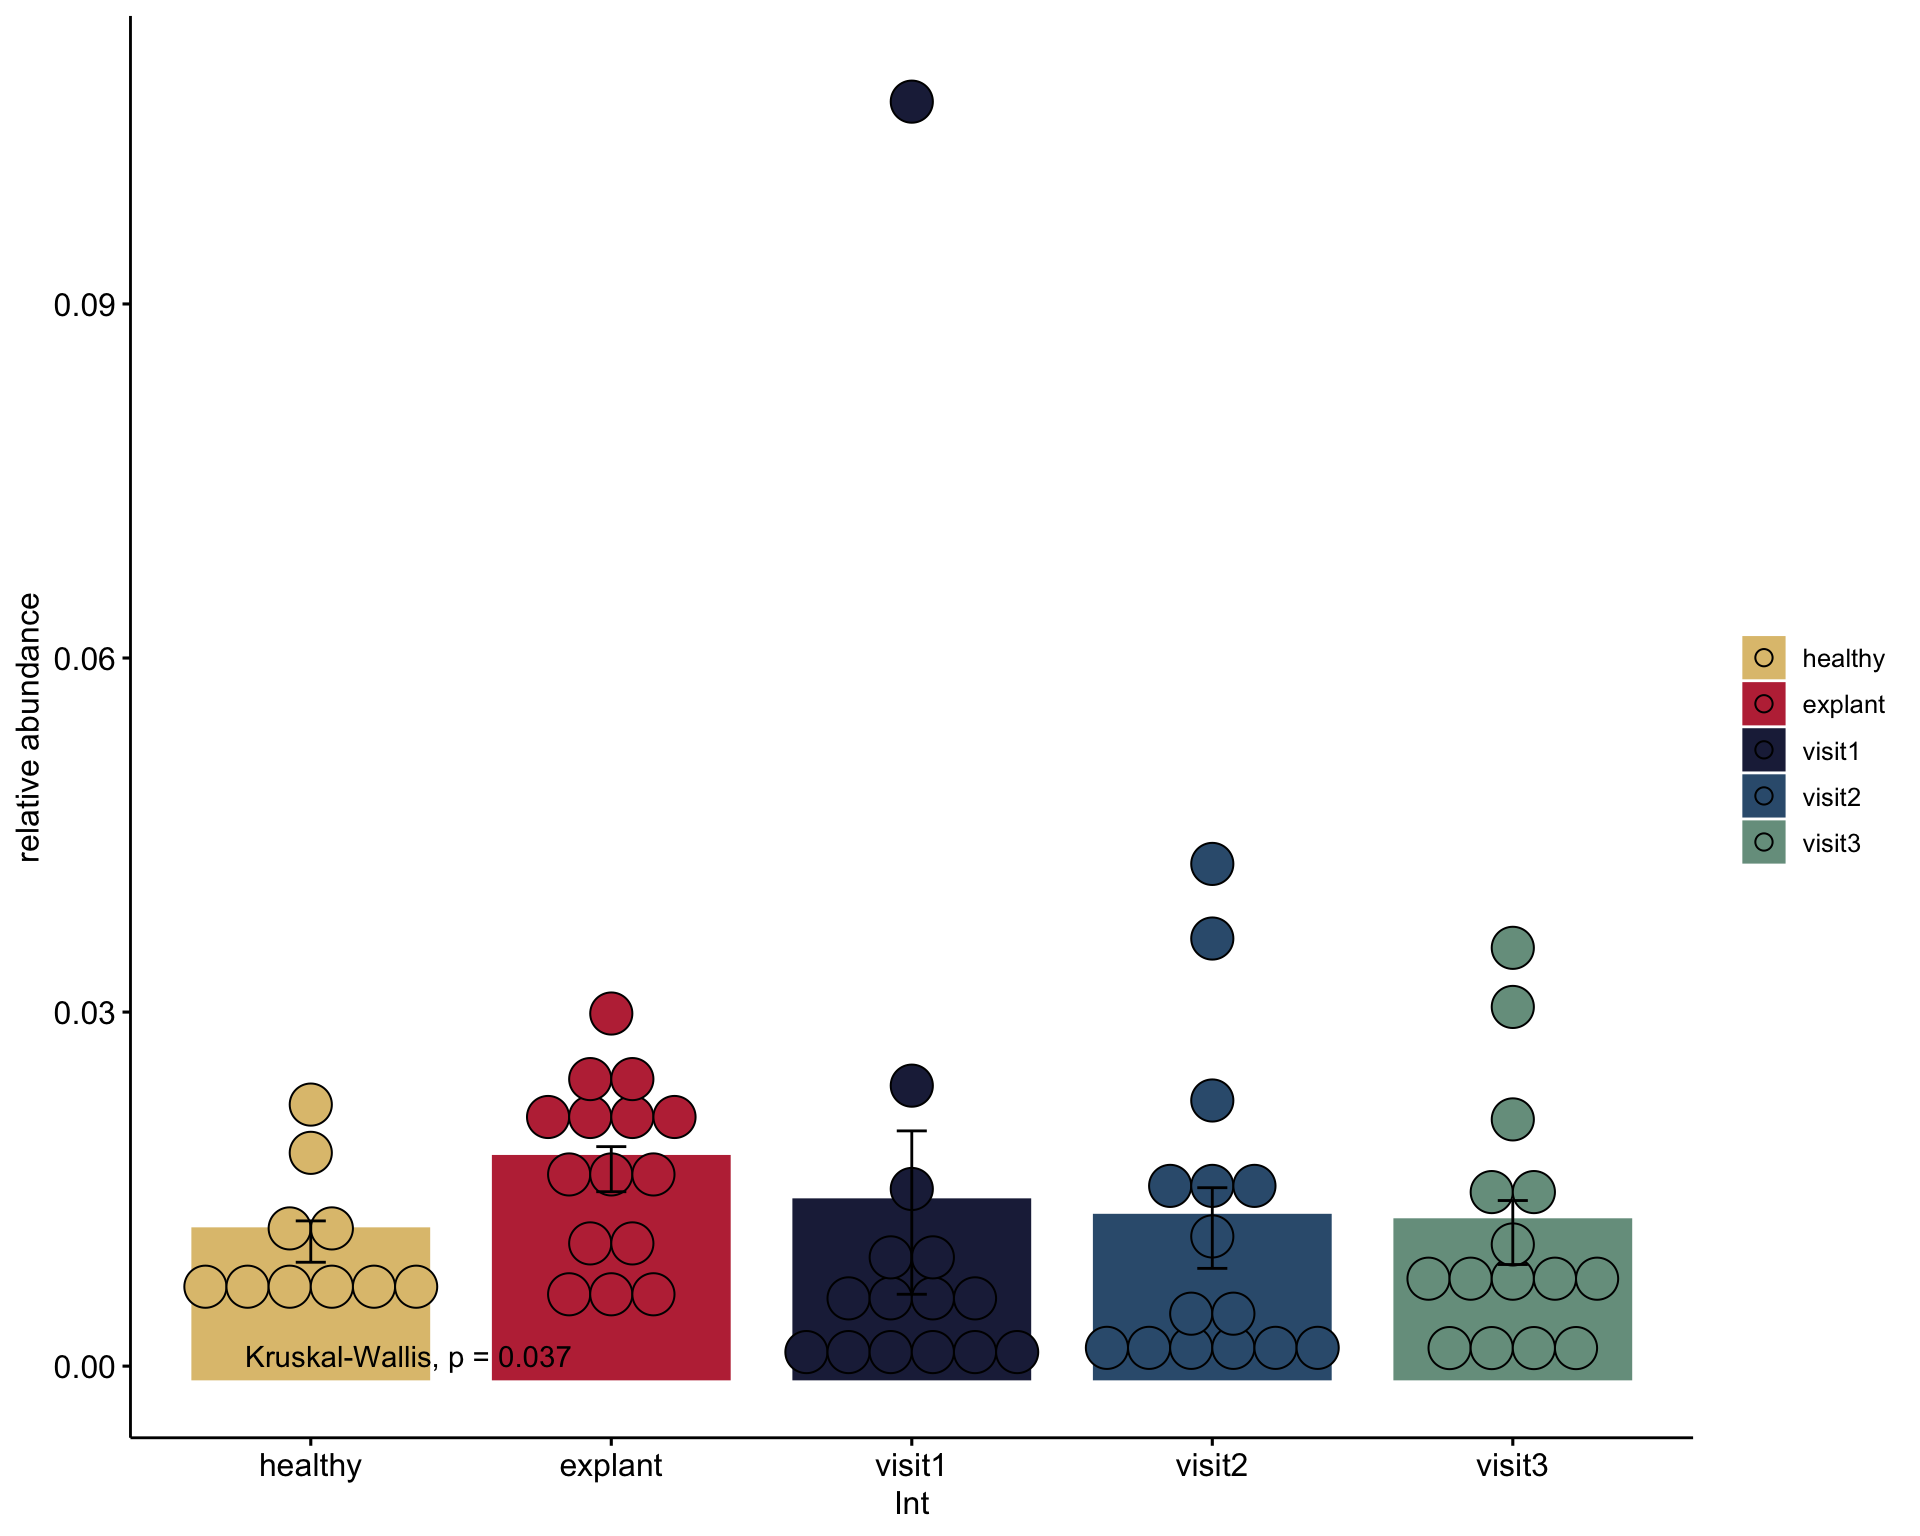 0.09
0.06
0.03
0.00
relative abundance
Kruskal-Wallis, p = 0.037
healthy
explant
visit1
visit2
visit3
Int
healthy
explant
visit1
visit2
visit3